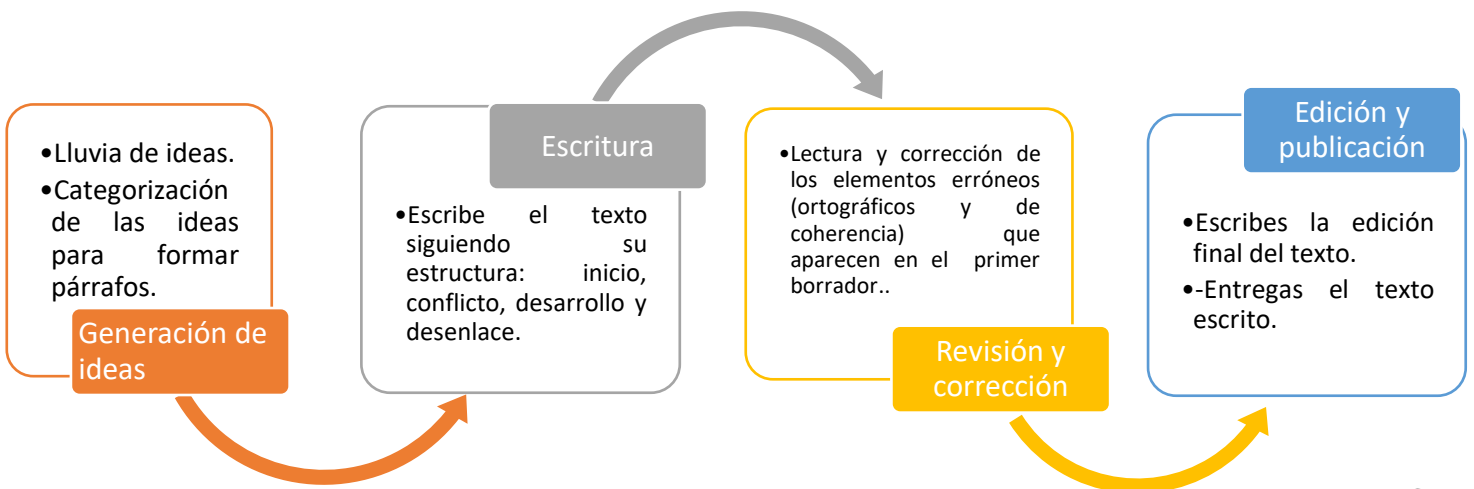 •Lluvia de ideas.
•Categorización
de las ideas
para formar
párrafos.
Generación de
ideas
Escritura
•Escribe el texto
siguiendo su
estructura: inicio,
conflicto, desarrollo y
desenlace.
•Lectura y corrección de
los elementos erróneos
(ortográficos y de
coherencia) que
aparecen en el primer
borrador..
Revisión y
corrección
Edición y
publicación
•Escribes la edición
final del texto.
•-Entregas el texto
escrito.